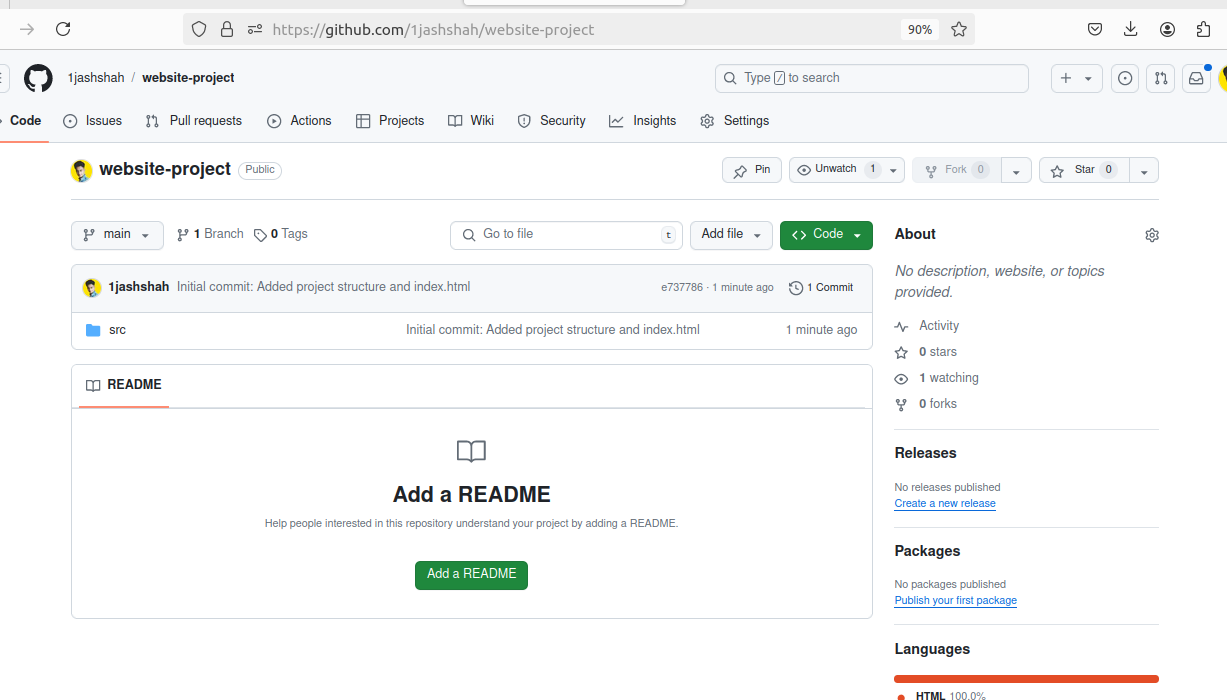 https://github.com/1jashshah/website-project 90%
1jashshah / website-project Type / to search
Code Issues Pull requests Actions Projects Wiki Security Insights Settings
website-project Public Pin Unwatch 1 Fork 0 Star 0
main 1 Branch 0 Tags Go to file t Add file Code
1jashshah Initial commit: Added project structure and index.html e737786 · 1 minute ago 1 Commit
src Initial commit: Added project structure and index.html 1 minute ago
README
Add a README
Help people interested in this repository understand your project by adding a README.
Add a README
About
No description, website, or topics
provided.
Activity
0 stars
1 watching
0 forks
Releases
No releases published
Create a new release
Packages
No packages published
Publish your first package
Languages
HTML 100.0%